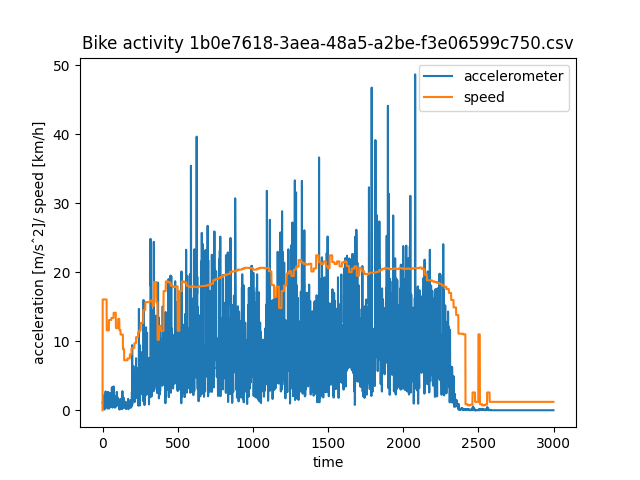 Bike activity 1b0e7618-3aea-48a5-a2be-f3e06599c750.csv
accelerometer
speed
acceleration [m/s^2]/ speed [km/h]
50
40
30
20
10
0
0 500 1000 1500 2000 2500 3000
time